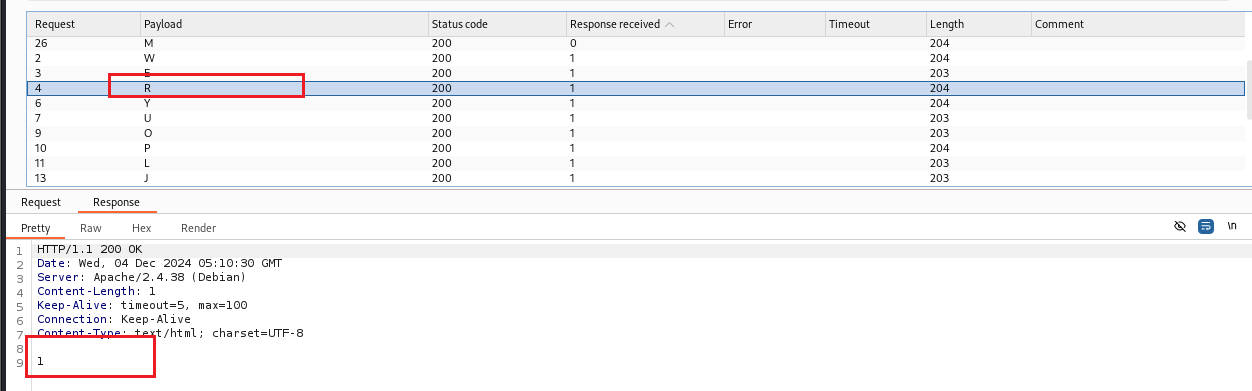 Request Payload Status code Response received Error Timeout Length Comment
26 M 200 0 204
2 W 200 1 204
3 E 200 1 203
4 R 200 1 204
6 Y 200 1 204
7 U 200 1 203
9 O 200 1 203
10 P 200 1 204
11 L 200 1 203
13 J 200 1 203
Request Response
Pretty Raw Hex Render \n
1 HTTP/1.1 200 OK
2 Date: Wed, 04 Dec 2024 05:10:30 GMT
3 Server: Apache/2.4.38 (Debian)
4 Content-Length: 1
5 Keep-Alive: timeout=5, max=100
6 Connection: Keep-Alive
7 Content-Type: text/html; charset=UTF-8
8
9 1